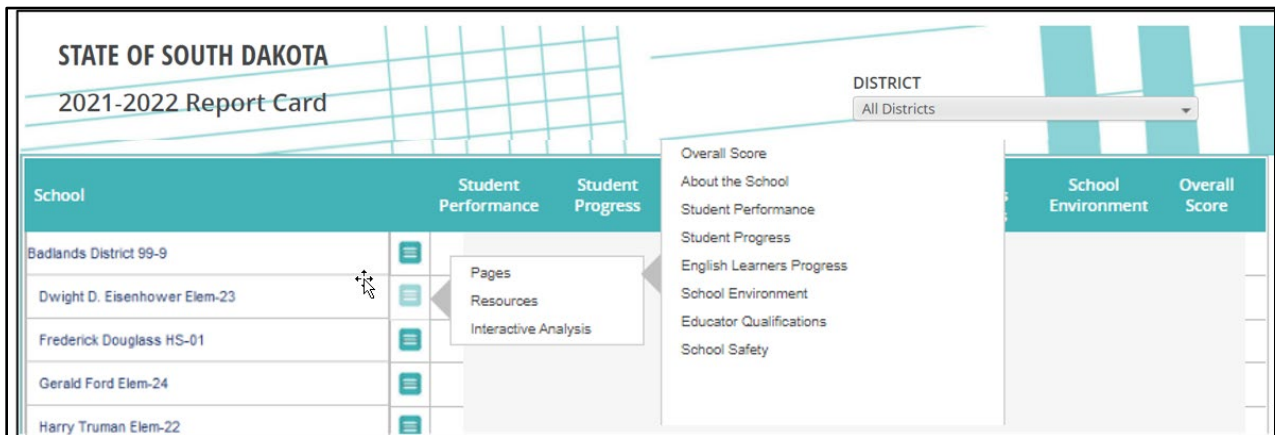 STATE OF SOUTH DAKOTA
2021-2022 Report Card
DISTRICT
All Districts
School
Student Performance
Student Progress
School Environment
Overall Score
Badlands District 99-9
Dwight D. Eisenhower Elem-23
Frederick Douglass HS-01
Gerald Ford Elem-24
Harry Truman Elem-22
Pages
Resources
Interactive Analysis
Overall Score
About the School
Student Performance
Student Progress
English Learners Progress
School Environment
Educator Qualifications
School Safety